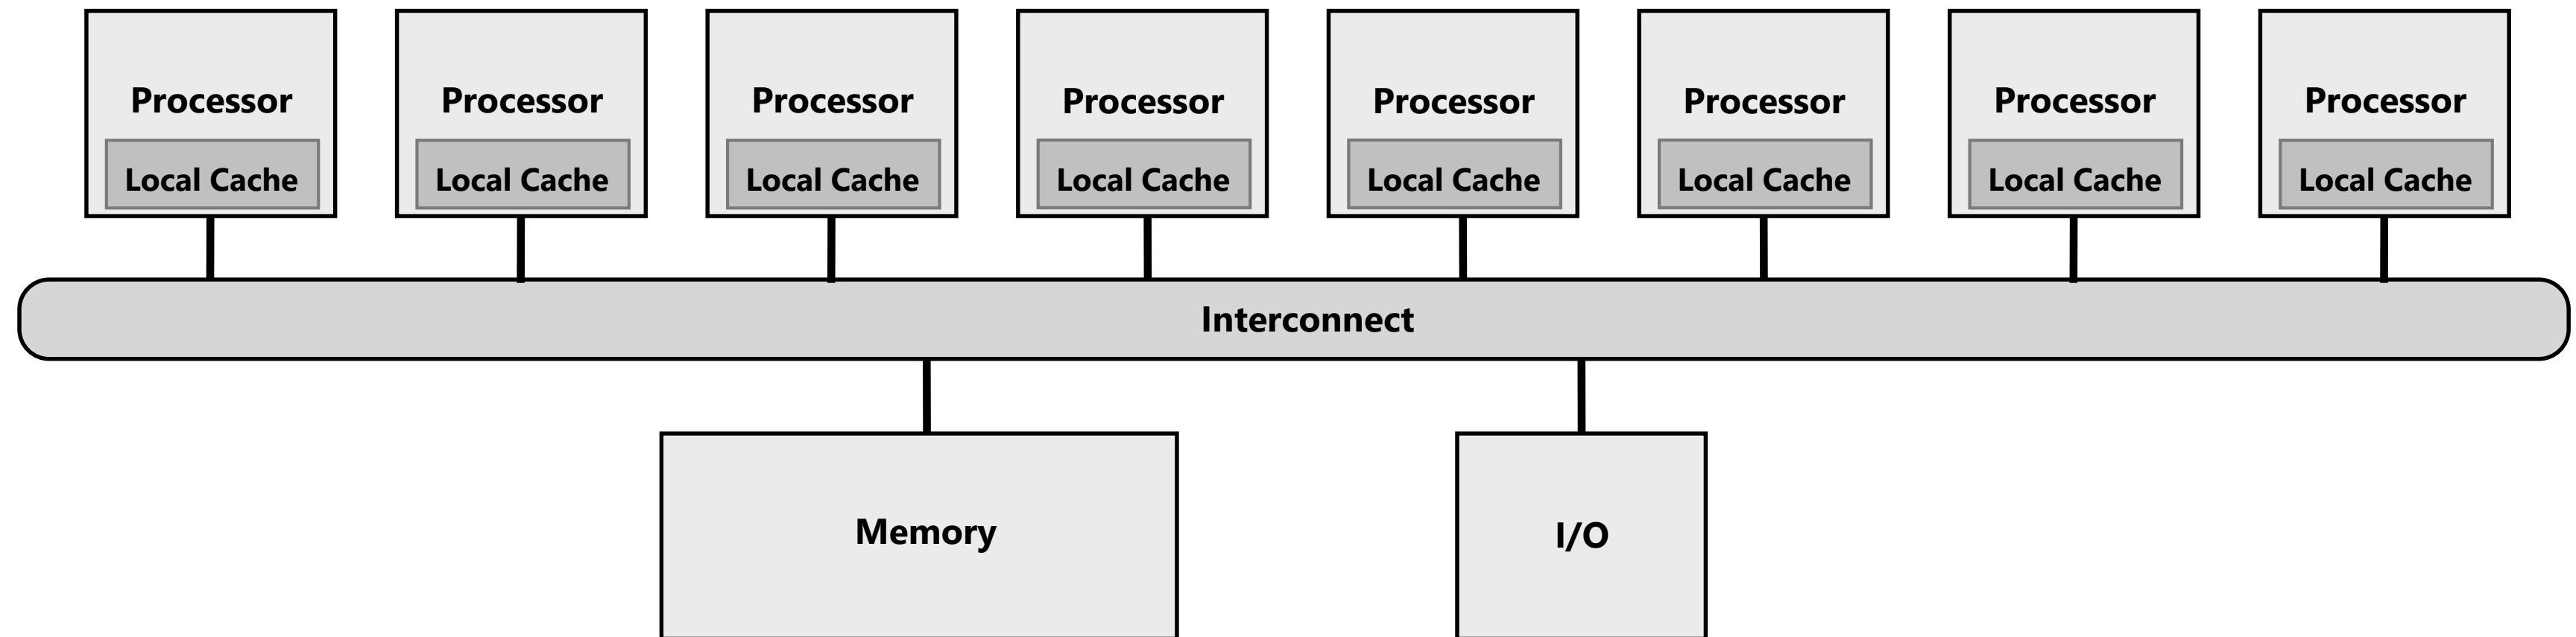 Processor
Processor
Processor
Processor
Processor
Processor
Processor
Processor
Local Cache
Local Cache
Local Cache
Local Cache
Local Cache
Local Cache
Local Cache
Local Cache
Interconnect
Memory
I/O